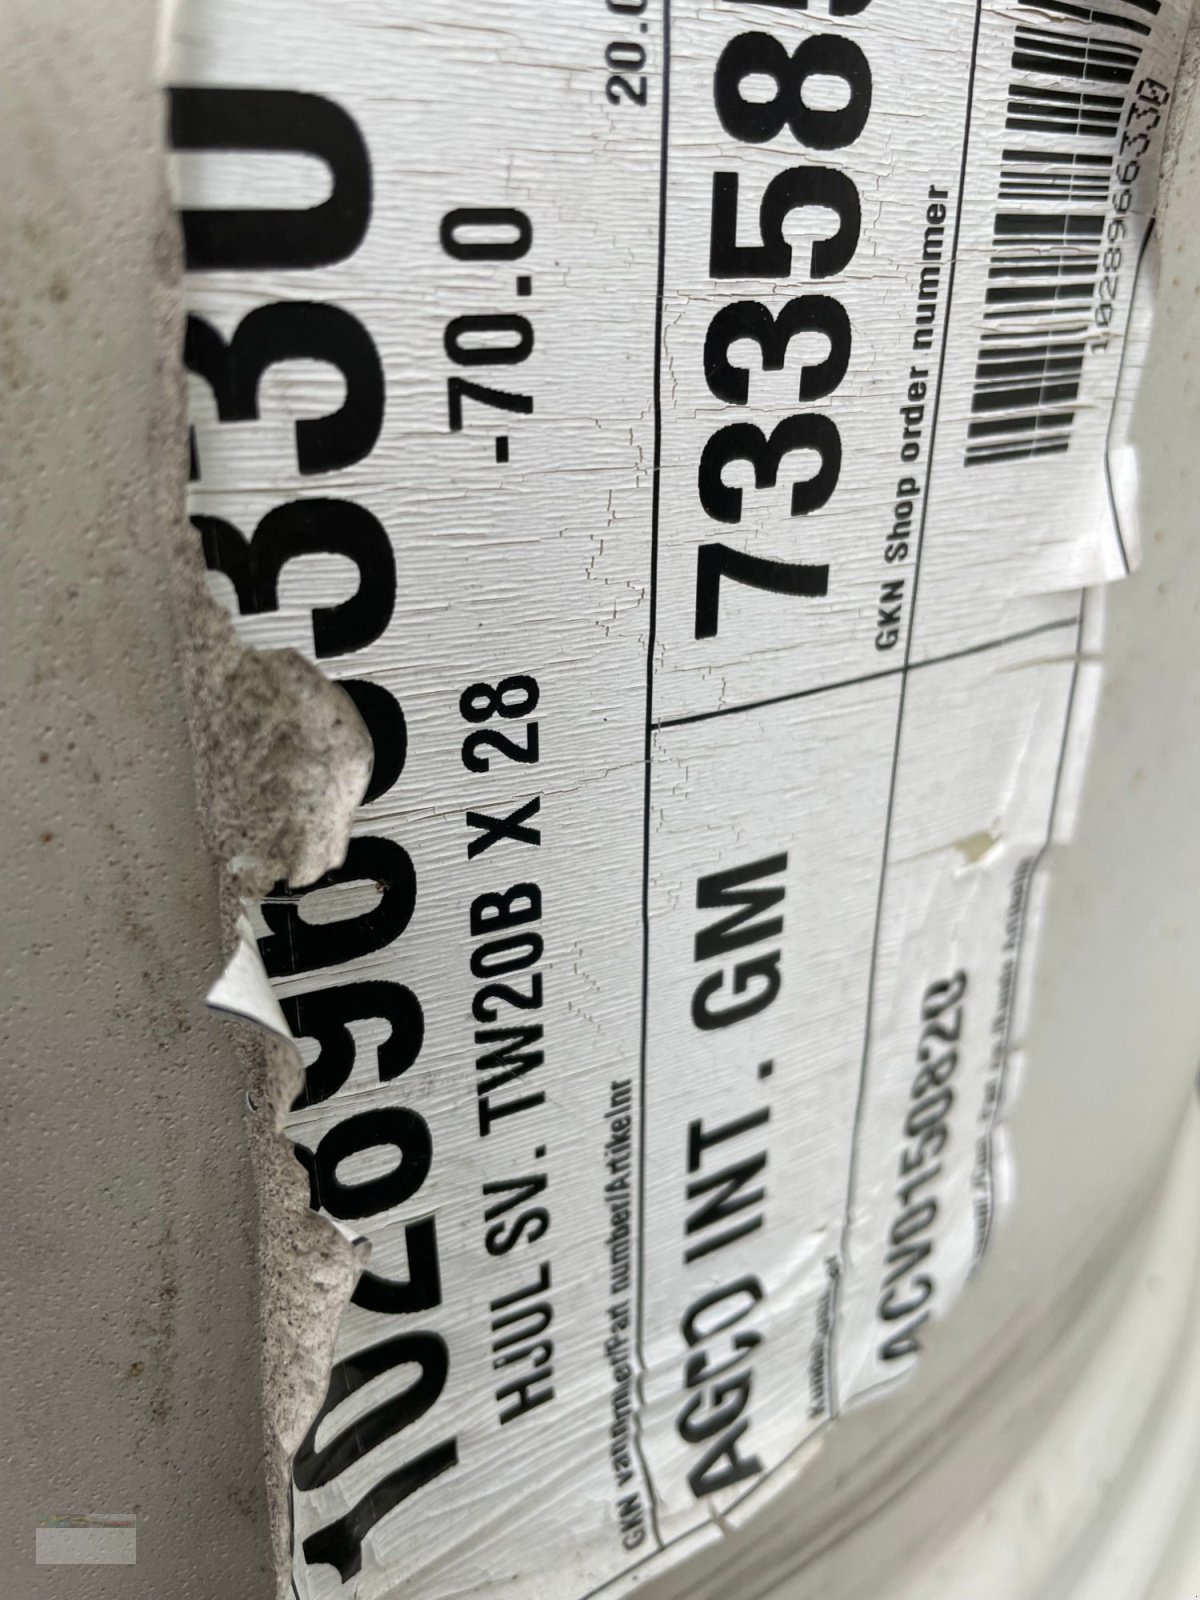 1028966330
HJUL SV. TW20B X 28 -70.0
GKN varenummer/Part number/Artikelnr 20.0
AGCO INT. GM 73358
GKN Shop order nummer
ACV0150820
1028966330